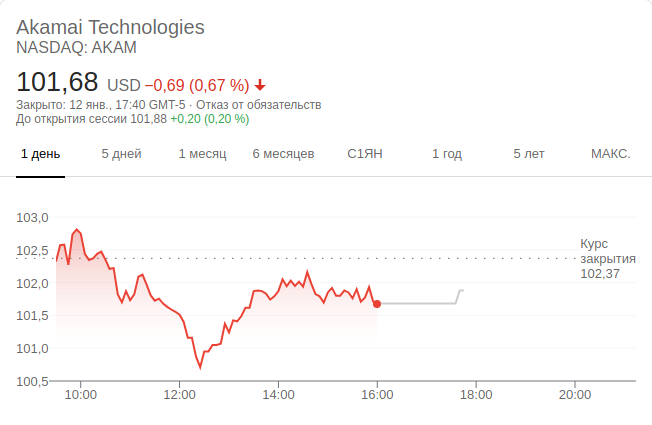 Akamai Technologies
NASDAQ: AKAM
101,68 USD −0,69 (0,67 %)
Закрыто: 12 янв., 17:40 GMT-5 · Отказ от обязательств
До открытия сессии 101,88 +0,20 (0,20 %)
1 день 5 дней 1 месяц 6 месяцев С1ЯН 1 год 5 лет МАКС.
103,0
102,5
102,0
101,5
101,0
100,5
Курс
закрытия
102,37
10:00 12:00 14:00 16:00 18:00 20:00